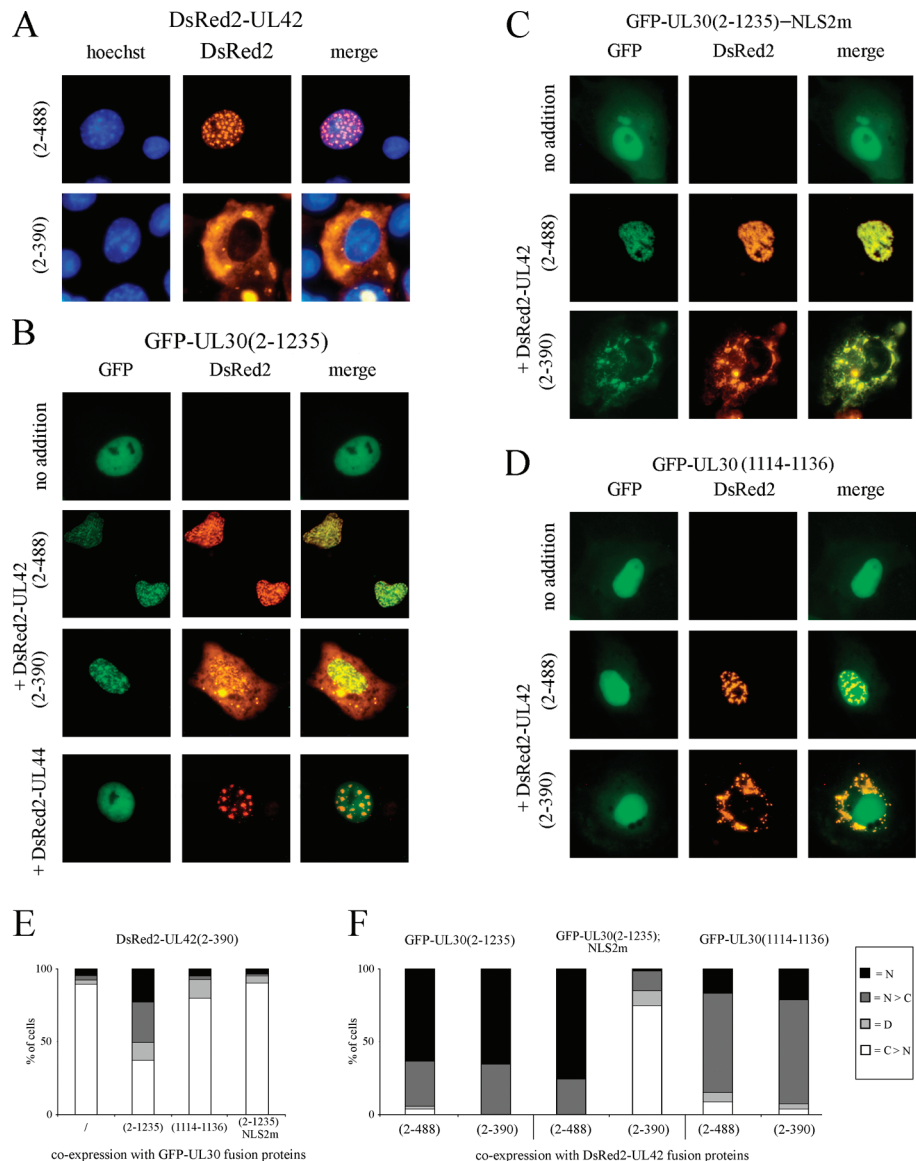 A
DsRed2-UL42
hoechst DsRed2 merge
(2-488)
(2-390)
B
GFP-UL30(2-1235)
GFP DsRed2 merge
no addition
+ DsRed2-UL42
(2-488)
(2-390)
+ DsRed2-UL44
C
GFP-UL30(2-1235)−NLS2m
GFP DsRed2 merge
no addition
+ DsRed2-UL42
(2-488)
(2-390)
D
GFP-UL30 (1114-1136)
GFP DsRed2 merge
no addition
+ DsRed2-UL42
(2-488)
(2-390)
E
DsRed2-UL42(2-390)
% of cells
100
50
0
/ (2-1235) (1114-1136) (2-1235)
NLS2m
co-expression with GFP-UL30 fusion proteins
F
GFP-UL30(2-1235) GFP-UL30(2-1235); GFP-UL30(1114-1136)
NLS2m
% of cells
100
50
0
(2-488) (2-390) (2-488) (2-390) (2-488) (2-390)
co-expression with DsRed2-UL42 fusion proteins
= N
= N > C
= D
= C > N